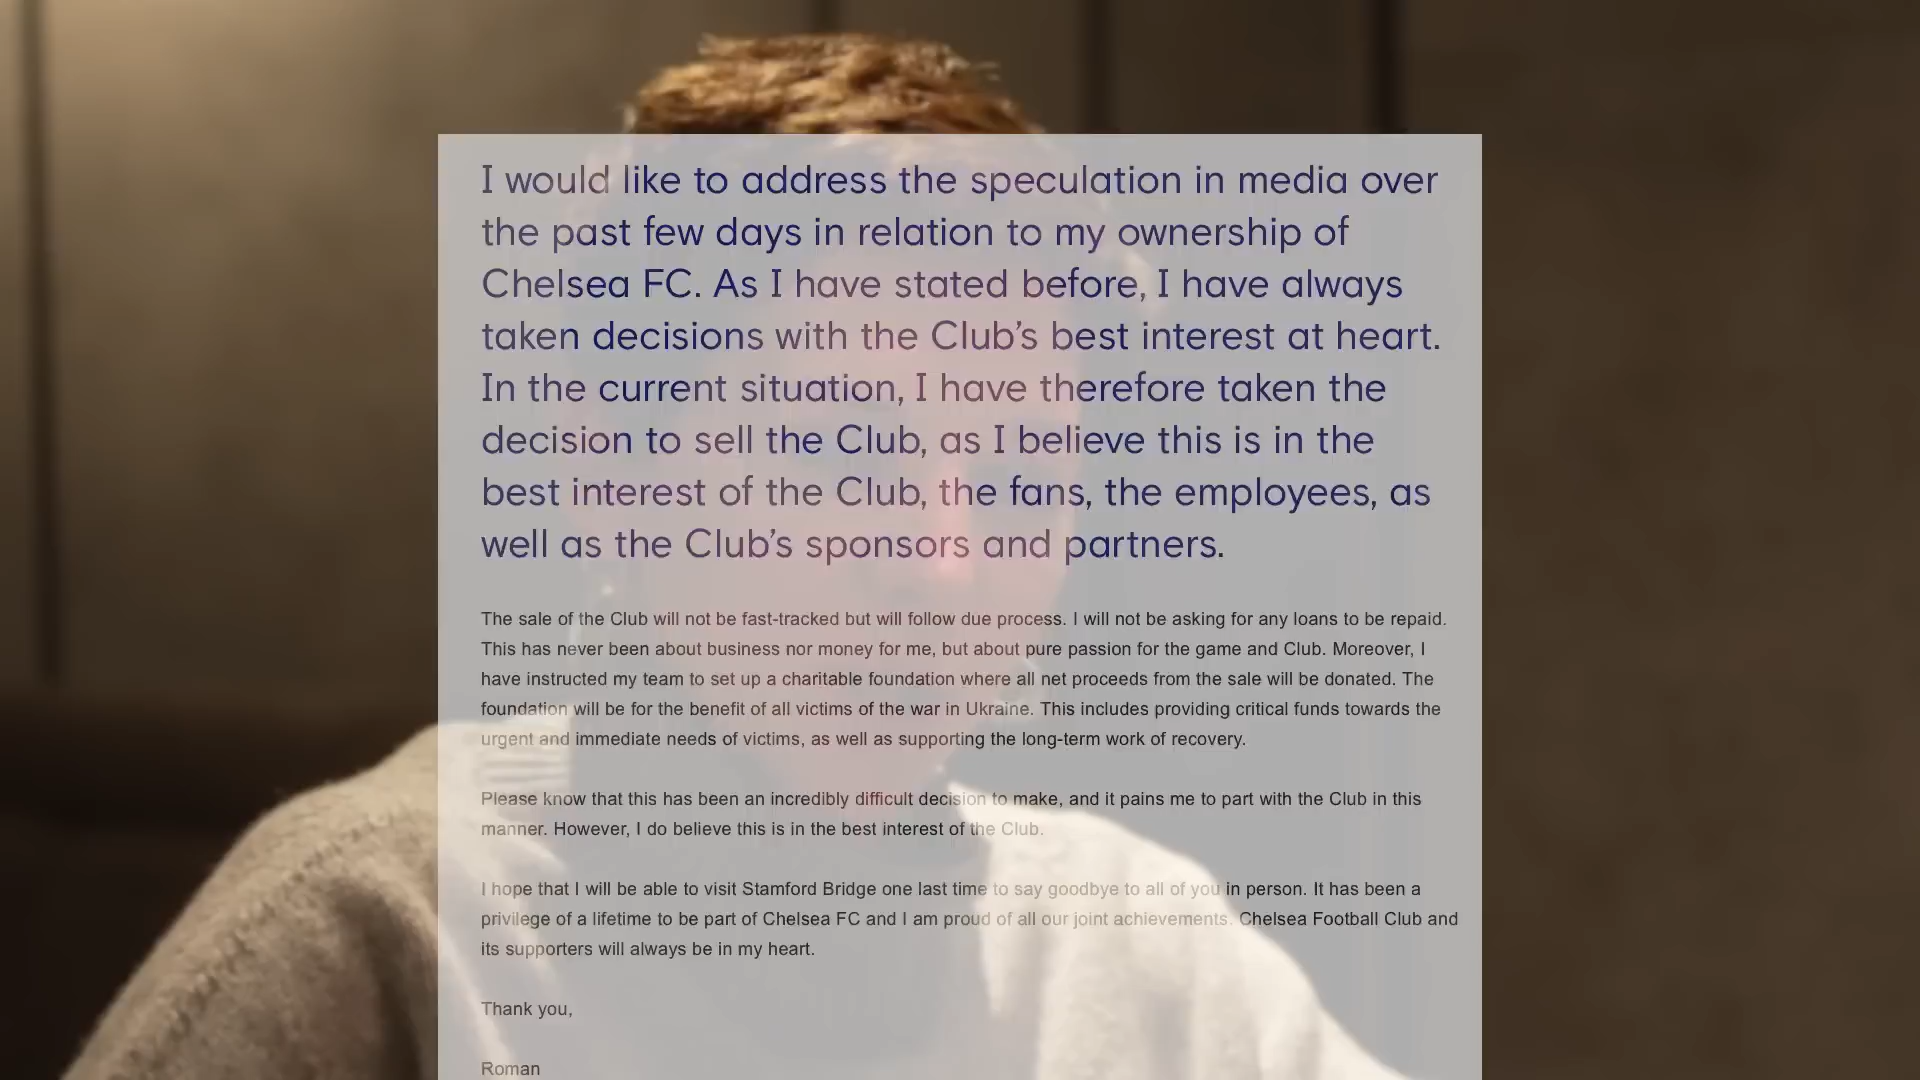 I would like to address the speculation in media over
the past few days in relation to my ownership of
Chelsea FC. As I have stated before, I have always
taken decisions with the Club’s best interest at heart.
In the current situation, I have therefore taken the
decision to sell the Club, as I believe this is in the
best interest of the Club, the fans, the employees, as
well as the Club’s sponsors and partners.
The sale of the Club will not be fast-tracked but will follow due process. I will not be asking for any loans to be repaid.
This has never been about business nor money for me, but about pure passion for the game and Club. Moreover, I
have instructed my team to set up a charitable foundation where all net proceeds from the sale will be donated. The
foundation will be for the benefit of all victims of the war in Ukraine. This includes providing critical funds towards the
urgent and immediate needs of victims, as well as supporting the long-term work of recovery.
Please know that this has been an incredibly difficult decision to make, and it pains me to part with the Club in this
manner. However, I do believe this is in the best interest of the Club.
I hope that I will be able to visit Stamford Bridge one last time to say goodbye to all of you in person. It has been a
privilege of a lifetime to be part of Chelsea FC and I am proud of all our joint achievements. Chelsea Football Club and
its supporters will always be in my heart.
Thank you,
Roman